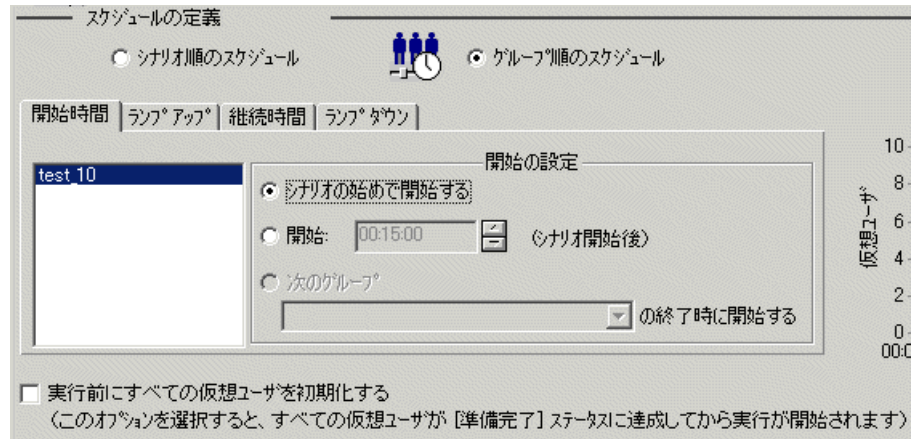 スケジュールの定義
シナリオ順のスケジュール
グループ順のスケジュール
開始時間 ランプアップ 継続時間 ランプダウン
test_10
開始の設定
シナリオの始めで開始する
開始: 00:15:00 (シナリオ開始後)
次のグループ
の終了時に開始する
仮想ユーザ
10
8
6
4
2
0
実行前にすべての仮想ユーザを初期化する
(このオプションを選択すると、すべての仮想ユーザが [準備完了] ステータスに達成してから実行が開始されます)